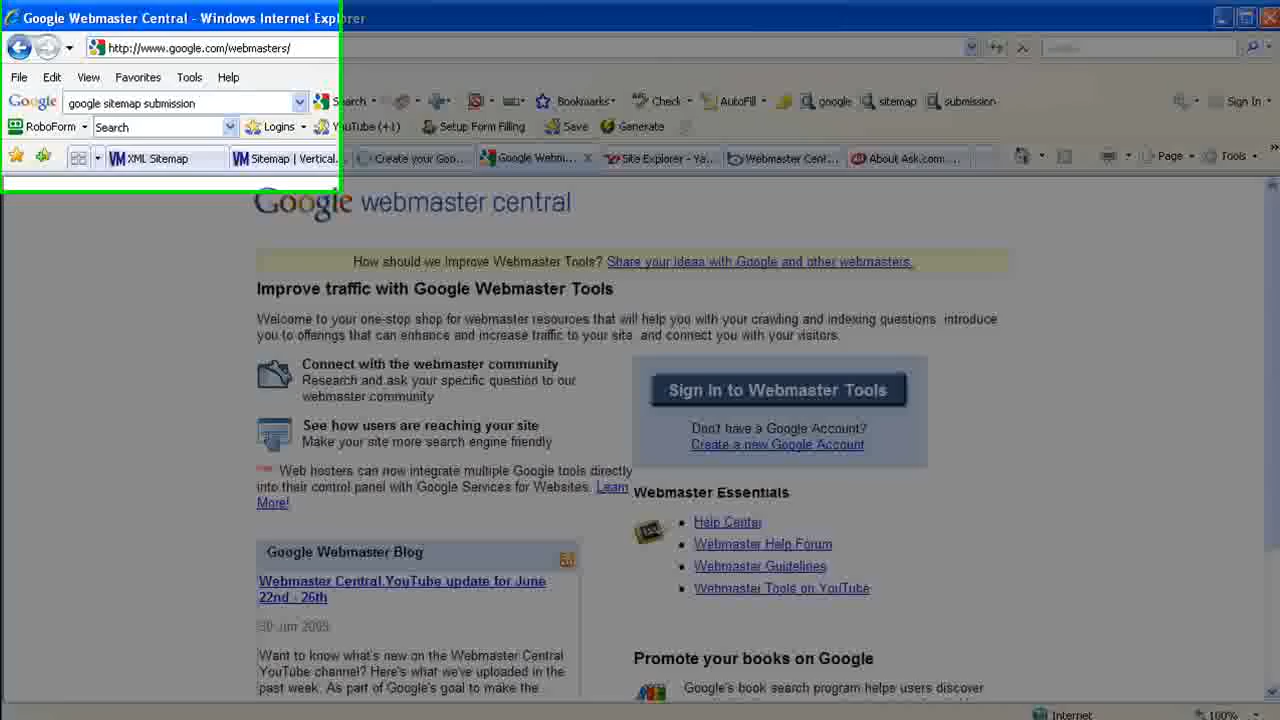 Google Webmaster Central - Windows Internet Explorer
http://www.google.com/webmasters/
File Edit View Favorites Tools Help
Google google sitemap submission Search Bookmarks Check AutoFill google sitemap submission Sign In
RoboForm Search Logins YouTube (+1) Setup Form Filling Save Generate
XML Sitemap Sitemap | Vertical... Create your Goo... Google Webm... Site Explorer - Ya... Webmaster Cent... About Ask.com... Page Tools
Google webmaster central
How should we Improve Webmaster Tools? Share your ideas with Google and other webmasters.
Improve traffic with Google Webmaster Tools
Welcome to your one-stop shop for webmaster resources that will help you with your crawling and indexing questions introduce
you to offerings that can enhance and increase traffic to your site and connect you with your visitors.
Connect with the webmaster community
Research and ask your specific question to our
webmaster community
See how users are reaching your site
Make your site more search engine friendly
Web hosters can now integrate multiple Google tools directly
into their control panel with Google Services for Websites. Learn
More!
Sign In to Webmaster Tools
Don't have a Google Account?
Create a new Google Account
Webmaster Essentials
Help Center
Webmaster Help Forum
Webmaster Guidelines
Webmaster Tools on YouTube
Google Webmaster Blog
Webmaster Central YouTube update for June
22nd - 26th
30 Jun 2009
Want to know what's new on the Webmaster Central
YouTube channel? Here's what we've uploaded in the
past week. As part of Google's goal to make the...
Promote your books on Google
Google's book search program helps users discover
Internet 100%